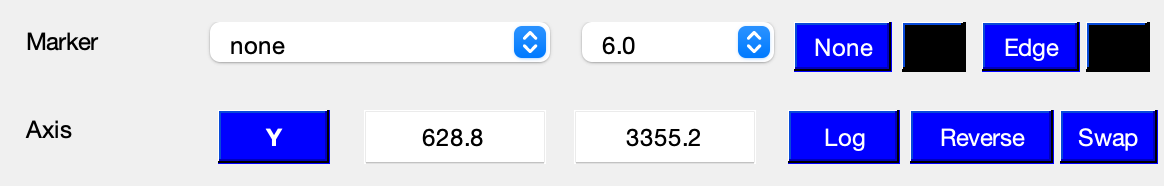 Marker none 6.0 None Edge
Axis Y 628.8 3355.2 Log Reverse Swap